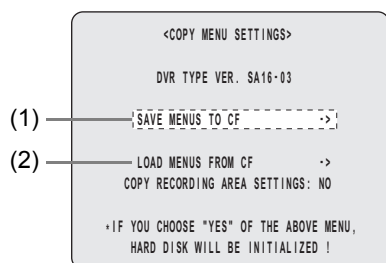 <COPY MENU SETTINGS>
DVR TYPE VER. SA16-03
(1) SAVE MENUS TO CF ->
(2) LOAD MENUS FROM CF ->
COPY RECORDING AREA SETTINGS: NO
*IF YOU CHOOSE "YES" OF THE ABOVE MENU,
HARD DISK WILL BE INITIALIZED !